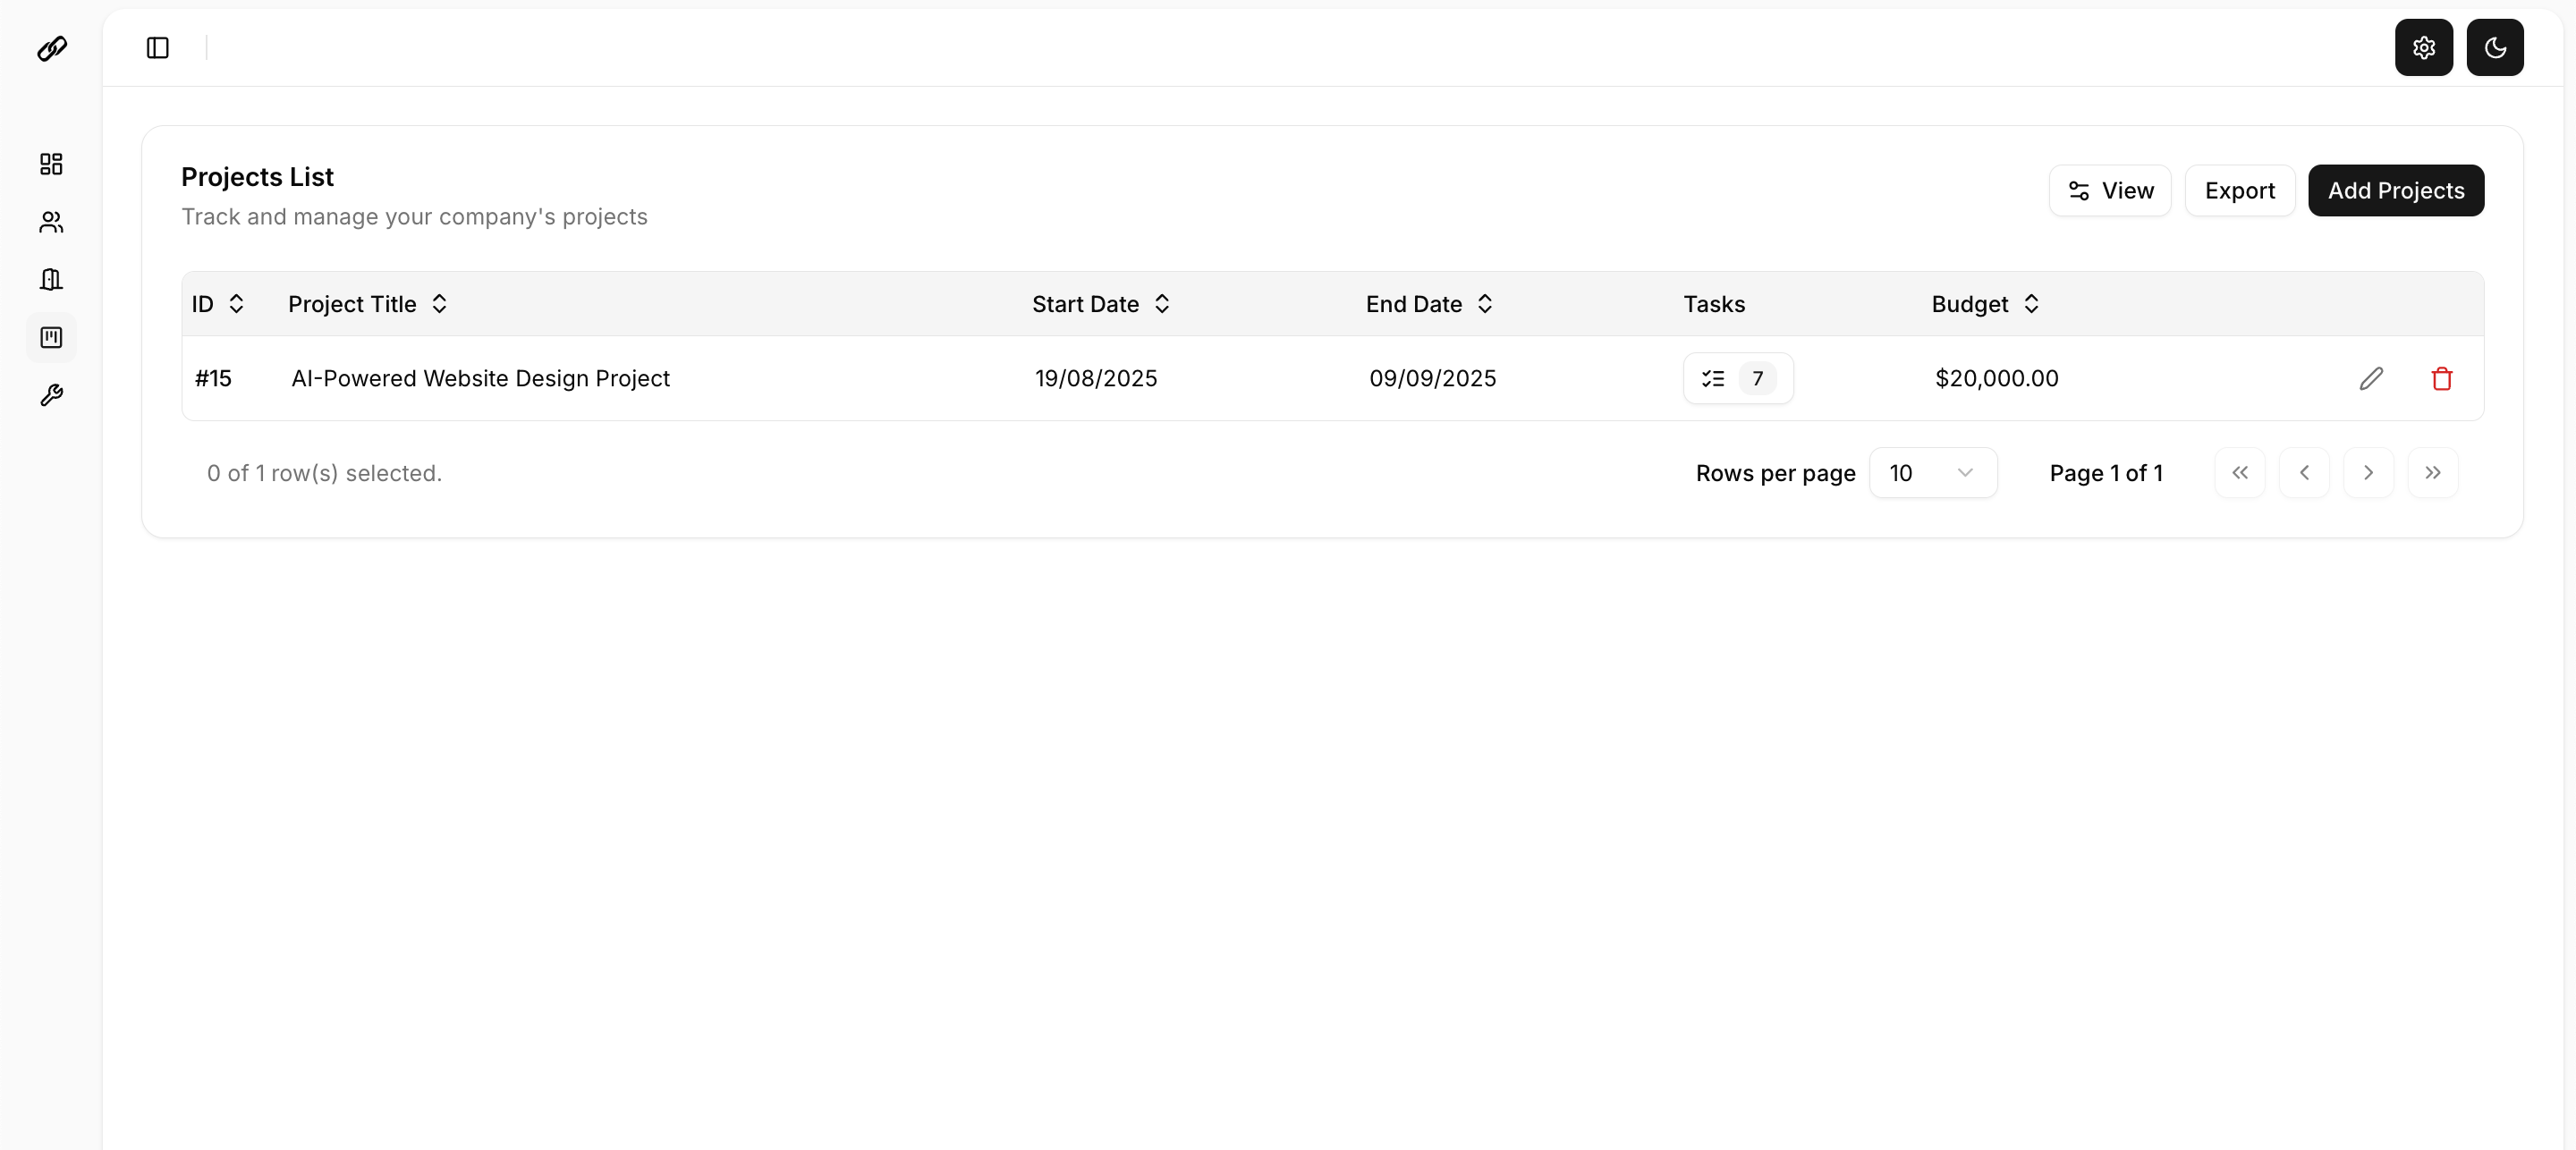 Projects List
Track and manage your company's projects
View Export Add Projects
ID Project Title Start Date End Date Tasks Budget
#15 AI-Powered Website Design Project 19/08/2025 09/09/2025 7 $20,000.00
0 of 1 row(s) selected. Rows per page 10 Page 1 of 1